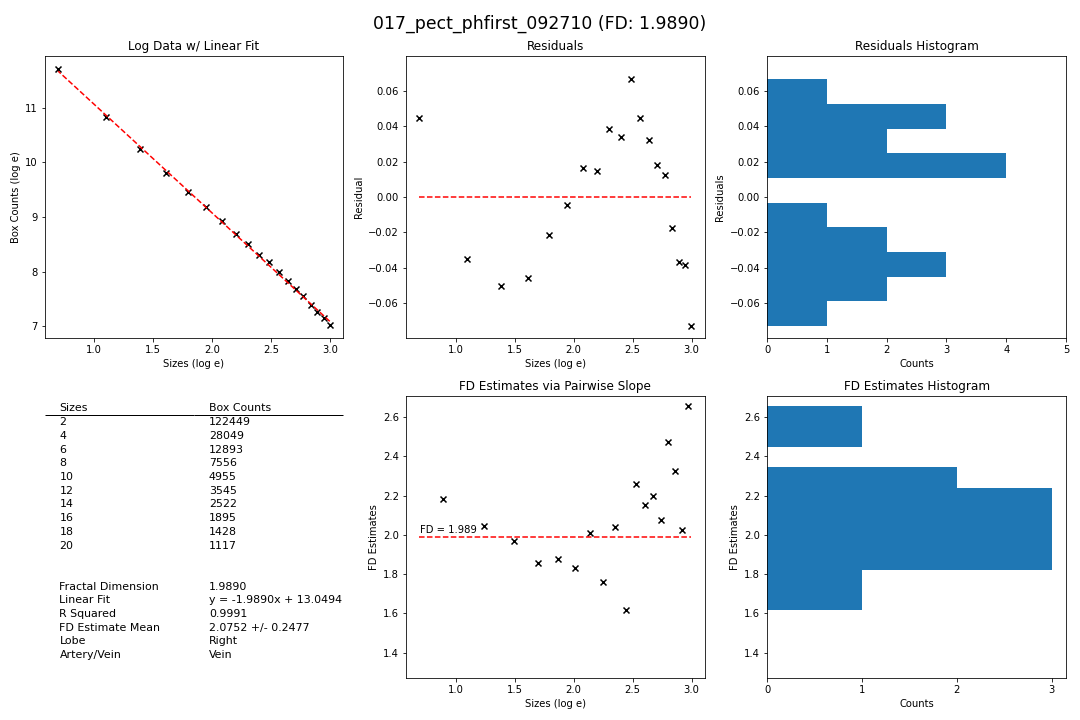 017_pect_phfirst_092710 (FD: 1.9890)
Log Data w/ Linear Fit
Box Counts (log e)
11
10
9
8
7
1.0 1.5 2.0 2.5 3.0
Sizes (log e)
Residuals
Residual
0.06
0.04
0.02
0.00
−0.02
−0.04
−0.06
1.0 1.5 2.0 2.5 3.0
Sizes (log e)
Residuals Histogram
Residuals
0.06
0.04
0.02
0.00
−0.02
−0.04
−0.06
0 1 2 3 4 5
Counts
Sizes Box Counts
2 122449
4 28049
6 12893
8 7556
10 4955
12 3545
14 2522
16 1895
18 1428
20 1117
Fractal Dimension 1.9890
Linear Fit y = -1.9890x + 13.0494
R Squared 0.9991
FD Estimate Mean 2.0752 +/- 0.2477
Lobe Right
Artery/Vein Vein
FD Estimates via Pairwise Slope
FD Estimates
2.6
2.4
2.2
2.0
1.8
1.6
1.4
FD = 1.989
1.0 1.5 2.0 2.5 3.0
Sizes (log e)
FD Estimates Histogram
FD Estimates
2.6
2.4
2.2
2.0
1.8
1.6
1.4
0 1 2 3
Counts